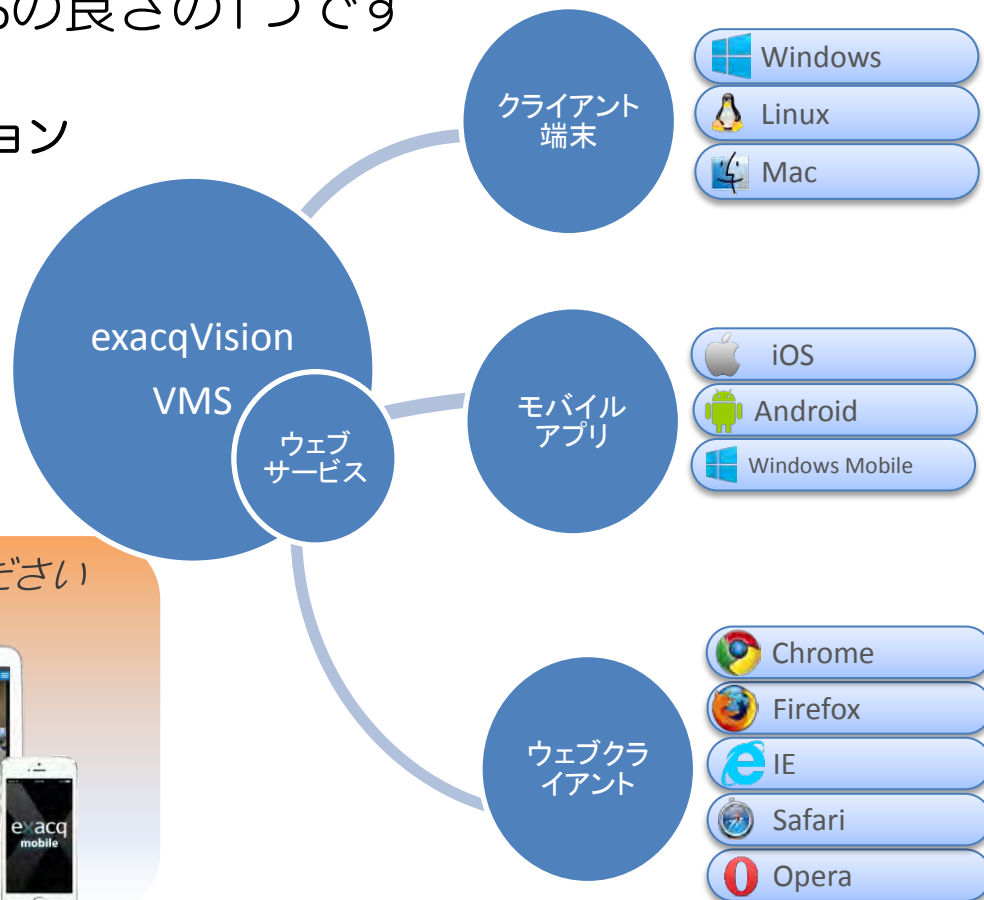 の良さの1つです
ョン
exacqVision
VMS
ウェブ
サービス
クライアント
端末
Windows
Linux
Mac
モバイル
アプリ
iOS
Android
Windows Mobile
ウェブクラ
イアント
Chrome
Firefox
IE
Safari
Opera
ださい
exacq
mobile